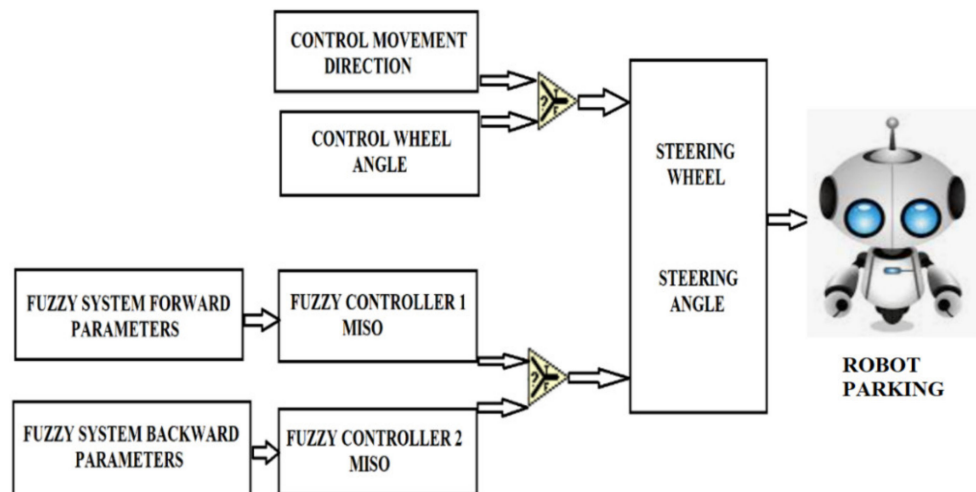 CONTROL MOVEMENT
DIRECTION
CONTROL WHEEL
ANGLE
STEERING
WHEEL
STEERING
ANGLE
FUZZY SYSTEM FORWARD
PARAMETERS
FUZZY CONTROLLER 1
MISO
FUZZY SYSTEM BACKWARD
PARAMETERS
FUZZY CONTROLLER 2
MISO
? T
F
? T
F
ROBOT
PARKING